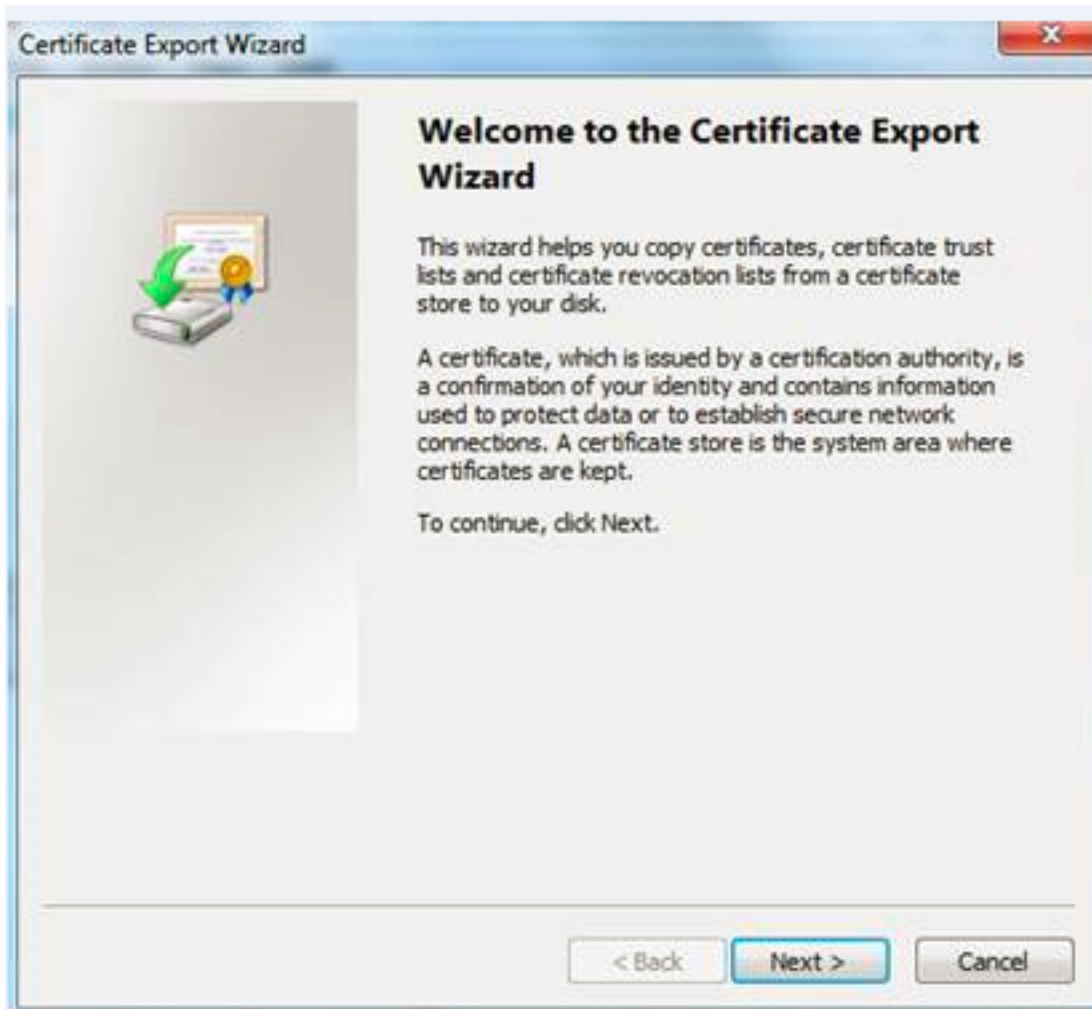 Certificate Export Wizard
Welcome to the Certificate Export
Wizard
This wizard helps you copy certificates, certificate trust
lists and certificate revocation lists from a certificate
store to your disk.
A certificate, which is issued by a certification authority, is
a confirmation of your identity and contains information
used to protect data or to establish secure network
connections. A certificate store is the system area where
certificates are kept.
To continue, click Next.
< Back
Next >
Cancel